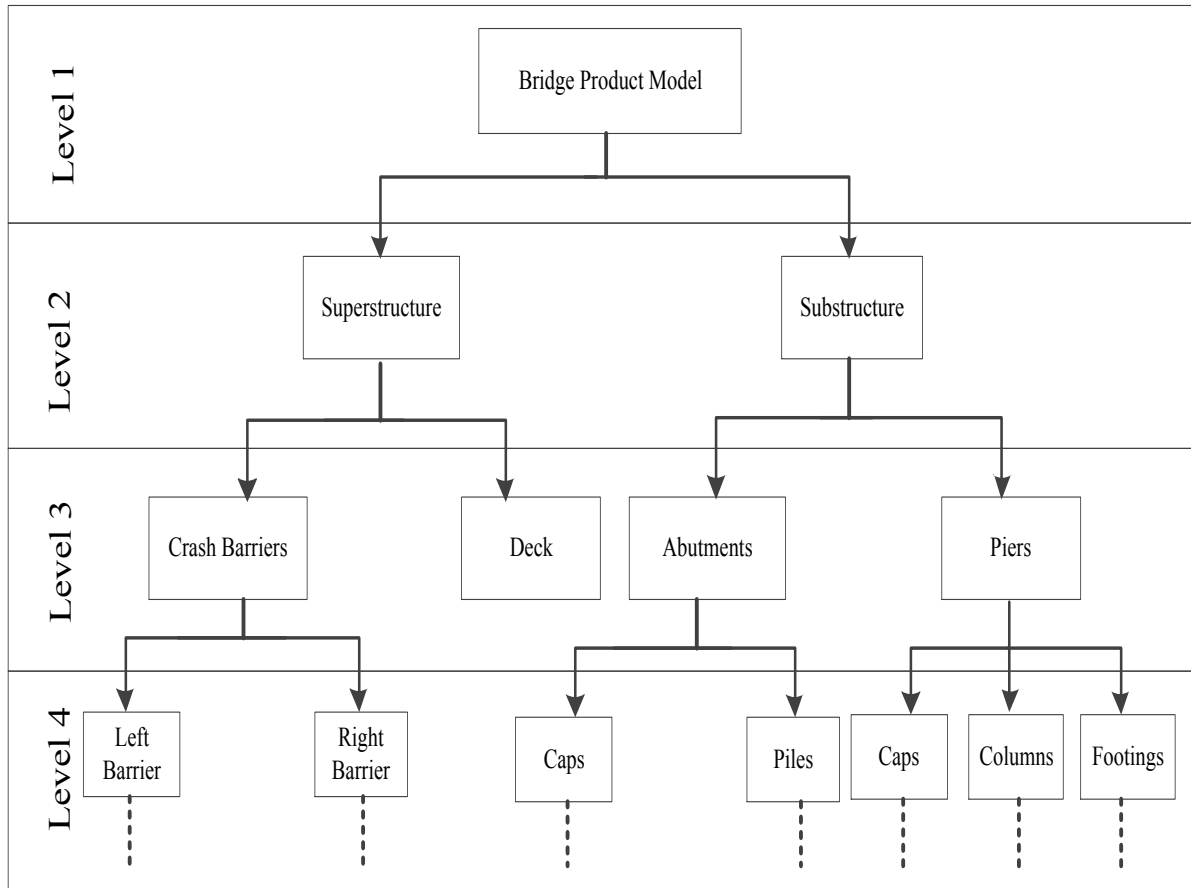 Level 1
Bridge Product Model
Level 2
Superstructure
Substructure
Level 3
Crash Barriers
Deck
Abutments
Piers
Level 4
Left
Barrier
Right
Barrier
Caps
Piles
Caps
Columns
Footings